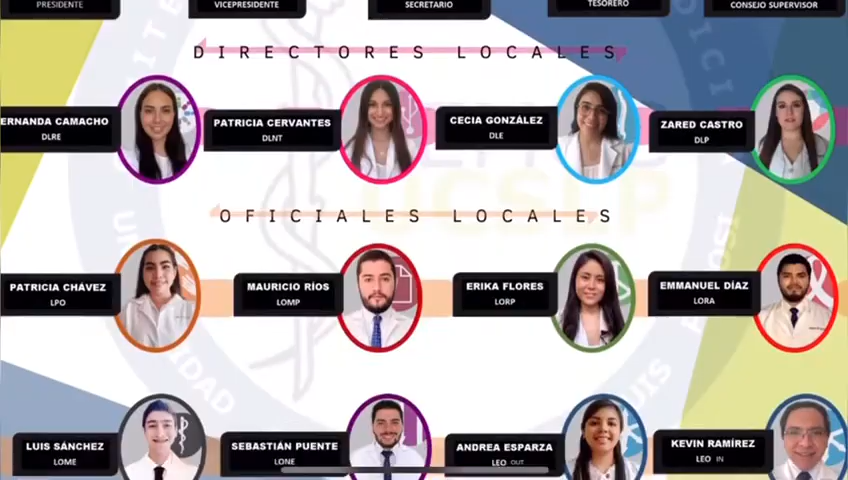 PRESIDENTE
VICEPRESIDENTE
SECRETARIO
TESORERO
CONSEJO SUPERVISOR
DIRECTORES LOCALES
ERNANDA CAMACHO
DLRE
PATRICIA CERVANTES
DLNT
CECIA GONZÁLEZ
DLE
ZARED CASTRO
DLP
OFICIALES LOCALES
PATRICIA CHÁVEZ
LPO
MAURICIO RÍOS
LOMP
ERIKA FLORES
LORP
EMMANUEL DÍAZ
LORA
LUIS SÁNCHEZ
LOME
SEBASTIÁN PUENTE
LONE
ANDREA ESPARZA
LEO OUT
KEVIN RAMÍREZ
LEO IN